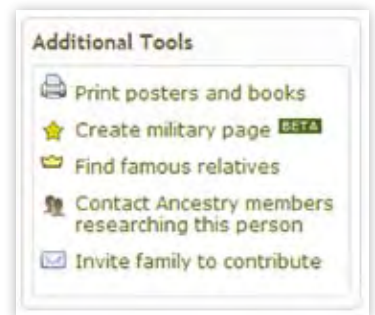 Additional Tools
Print posters and books
Create military page BETA
Find famous relatives
Contact Ancestry members
researching this person
Invite family to contribute